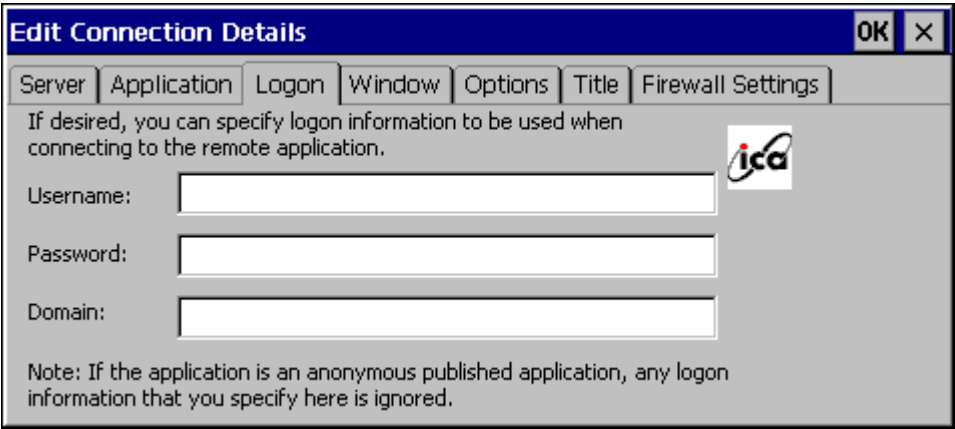 Edit Connection Details OK ×
Server Application Logon Window Options Title Firewall Settings
If desired, you can specify logon information to be used when
connecting to the remote application.
ica
Username:
Password:
Domain:
Note: If the application is an anonymous published application, any logon
information that you specify here is ignored.